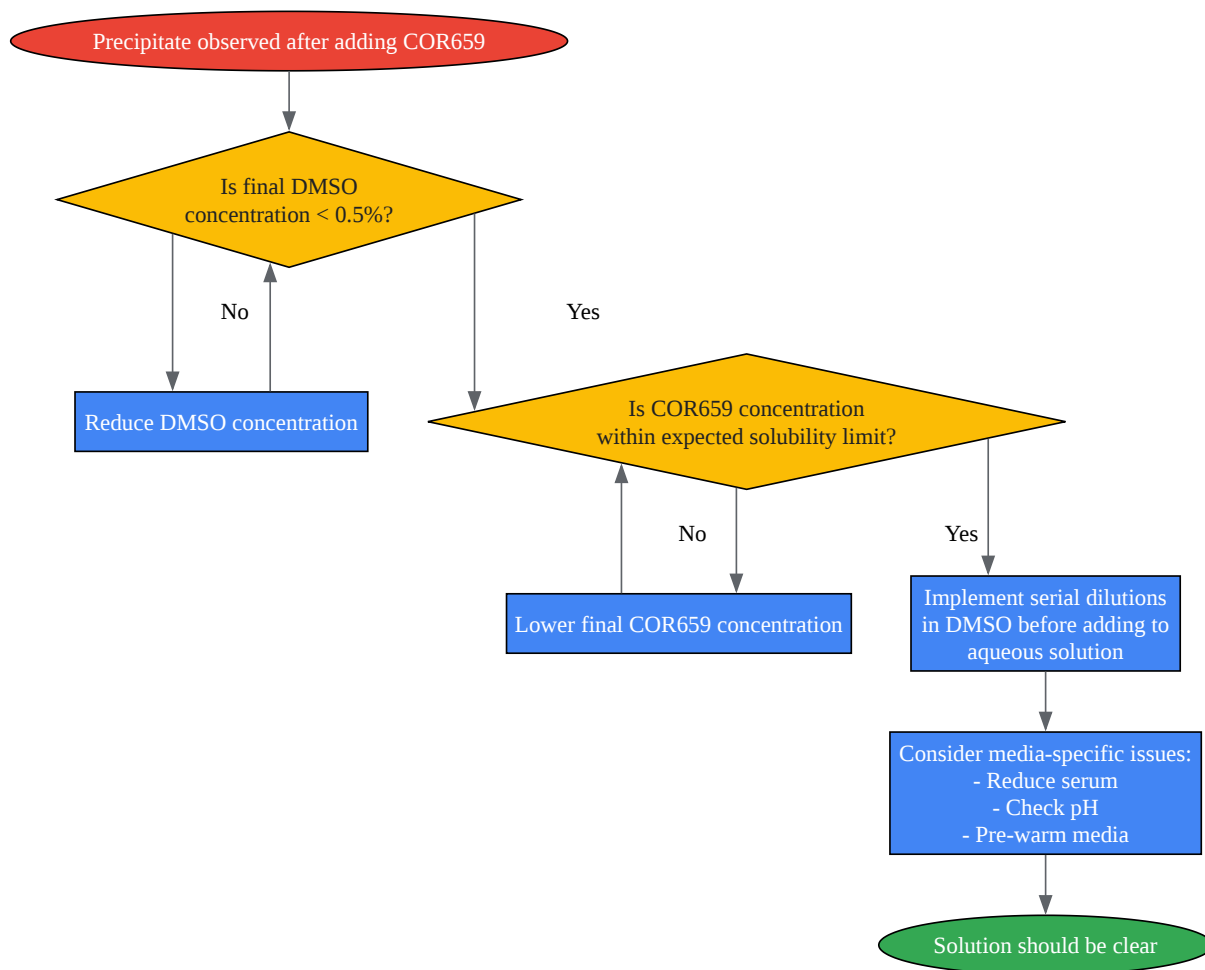 Precipitate observed after adding COR659
Is final DMSO
concentration < 0.5%?
No
Yes
Reduce DMSO concentration
Is COR659 concentration
within expected solubility limit?
No
Yes
Lower final COR659 concentration
Implement serial dilutions
in DMSO before adding to
aqueous solution
Consider media-specific issues:
- Reduce serum
- Check pH
- Pre-warm media
Solution should be clear